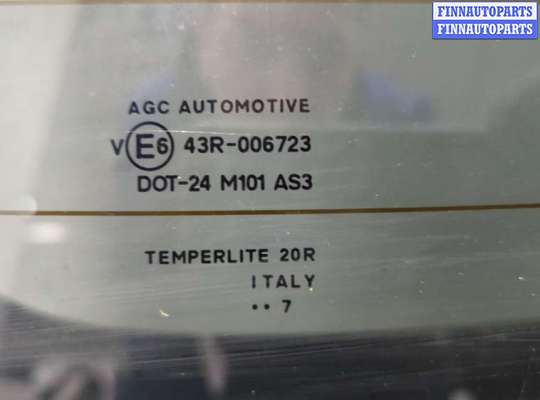 FINNAUTOPARTS
FINNAUTOPARTS
AGC AUTOMOTIVE
V E6 43R-006723
DOT-24 M101 AS3
TEMPERLITE 20R
ITALY
•• 7